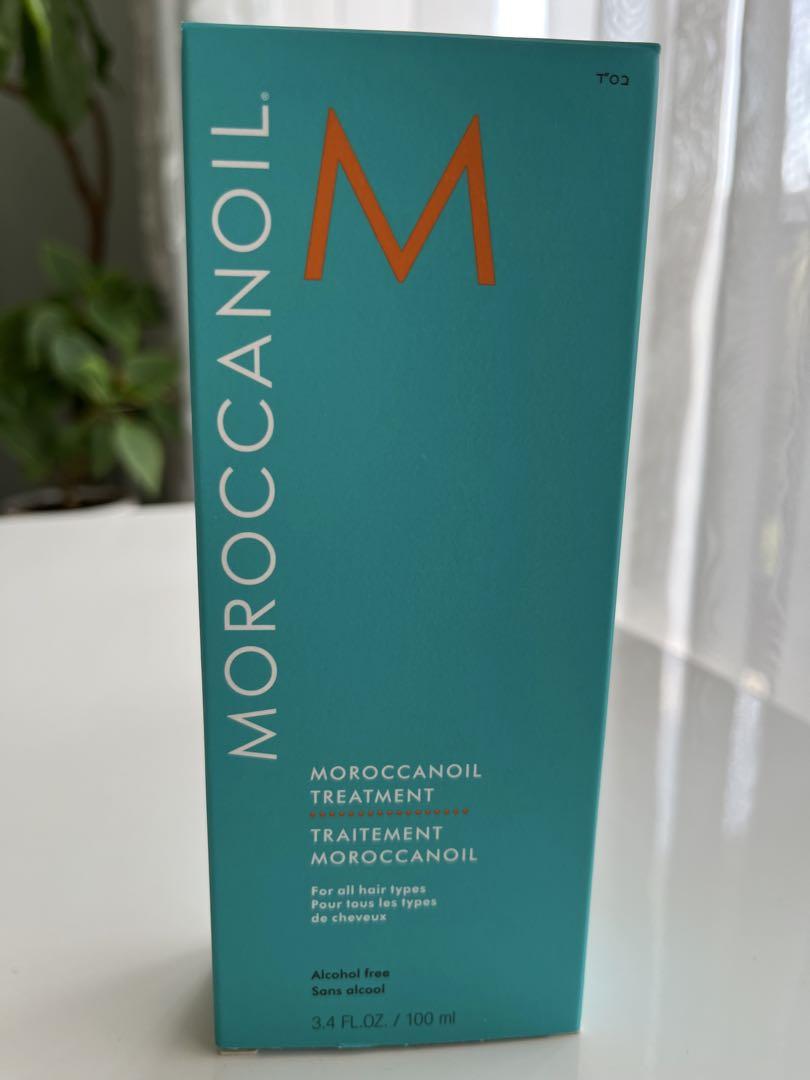 בס"ד
MOROCCANOIL®
M
MOROCCANOIL
TREATMENT
TRAITEMENT
MOROCCANOIL
For all hair types
Pour tous les types
de cheveux
Alcohol free
Sans alcool
3.4 FL.OZ. / 100 ml